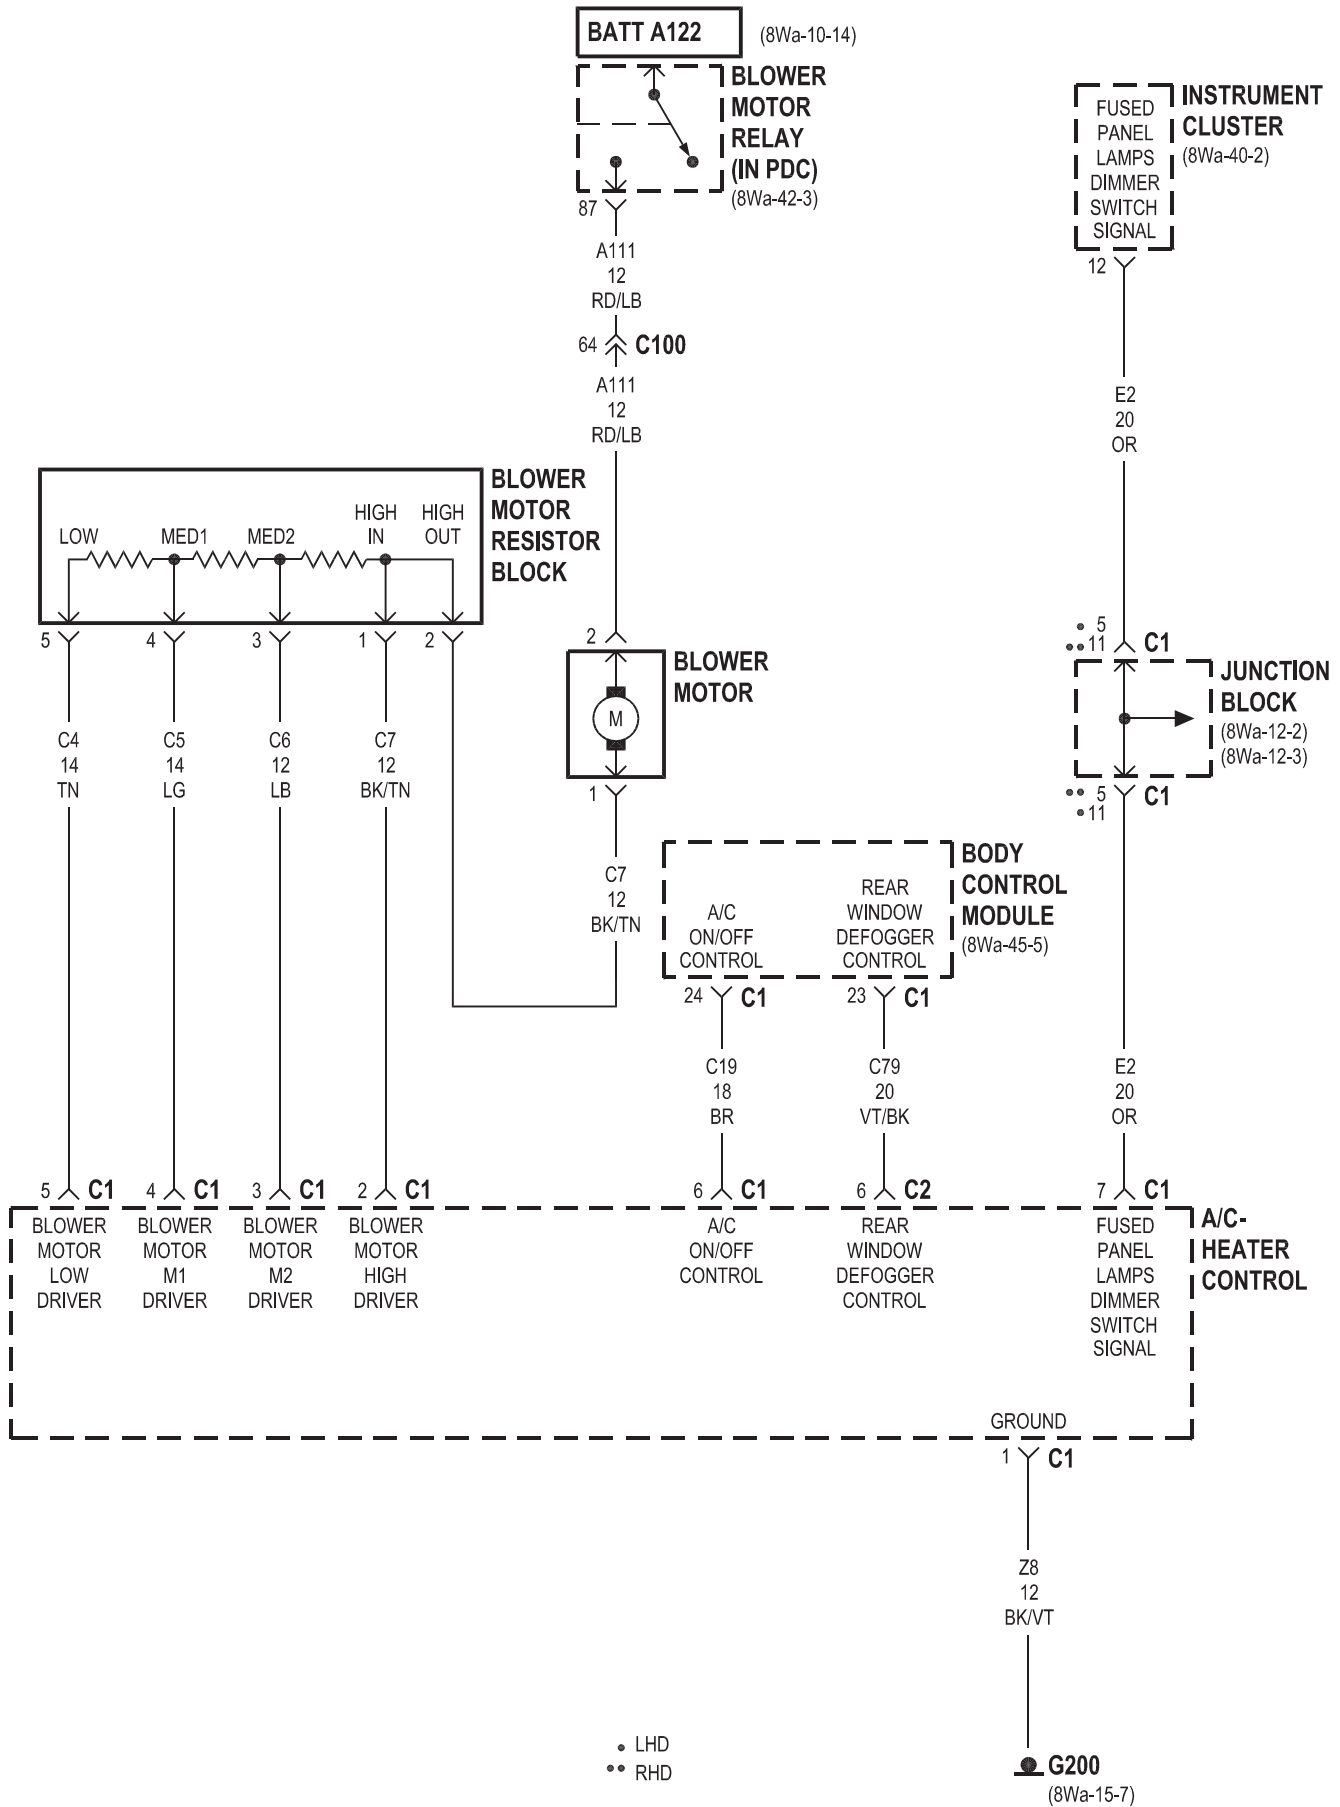 BATT A122
(8Wa-10-14)
BLOWER
MOTOR
RELAY
(IN PDC)
(8Wa-42-3)
87
A111
12
RD/LB
64
C100
A111
12
RD/LB
FUSED
PANEL
LAMPS
DIMMER
SWITCH
SIGNAL
INSTRUMENT
CLUSTER
(8Wa-40-2)
12
E2
20
OR
BLOWER
MOTOR
RESISTOR
BLOCK
LOW
MED1
MED2
HIGH
IN
HIGH
OUT
5
4
3
1
2
2
BLOWER
MOTOR
M
1
• 5
•• 11
C1
JUNCTION
BLOCK
(8Wa-12-2)
(8Wa-12-3)
•• 5
• 11
C1
C4
14
TN
C5
14
LG
C6
12
LB
C7
12
BK/TN
C7
12
BK/TN
BODY
CONTROL
MODULE
(8Wa-45-5)
A/C
ON/OFF
CONTROL
REAR
WINDOW
DEFOGGER
CONTROL
24 C1
23 C1
C19
18
BR
C79
20
VT/BK
E2
20
OR
5 C1
4 C1
3 C1
2 C1
6 C1
6 C2
7 C1
BLOWER
MOTOR
LOW
DRIVER
BLOWER
MOTOR
M1
DRIVER
BLOWER
MOTOR
M2
DRIVER
BLOWER
MOTOR
HIGH
DRIVER
A/C
ON/OFF
CONTROL
REAR
WINDOW
DEFOGGER
CONTROL
FUSED
PANEL
LAMPS
DIMMER
SWITCH
SIGNAL
A/C-
HEATER
CONTROL
GROUND
1 C1
Z8
12
BK/VT
G200
(8Wa-15-7)
• LHD
•• RHD